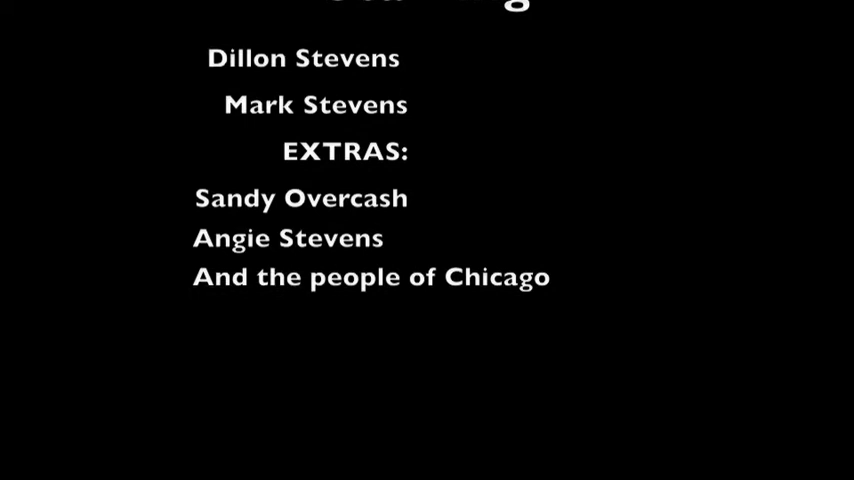 Dillon Stevens
Mark Stevens
EXTRAS:
Sandy Overcash
Angie Stevens
And the people of Chicago